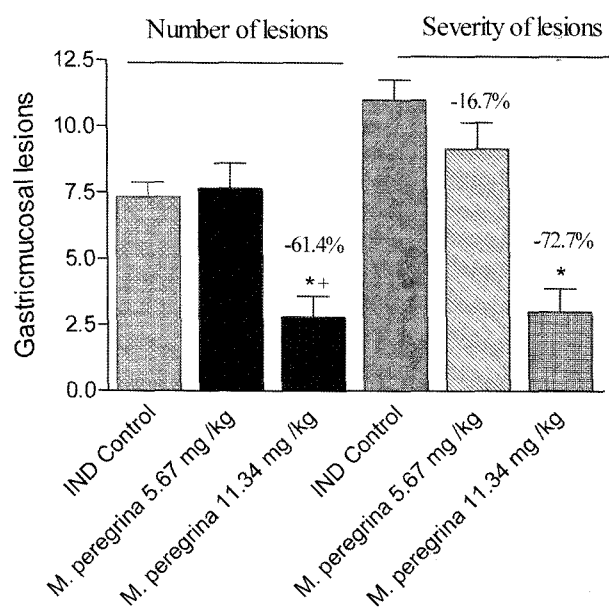 Number of lesions
Severity of lesions
Gastricmucosal lesions
12.5
10.0
7.5
5.0
2.5
0.0
-61.4%
*+
-16.7%
-72.7%
*
IND Control
M. peregrina 5.67 mg /kg
M. peregrina 11.34 mg /kg
IND Control
M. peregrina 5.67 mg /kg
M. peregrina 11.34 mg /kg